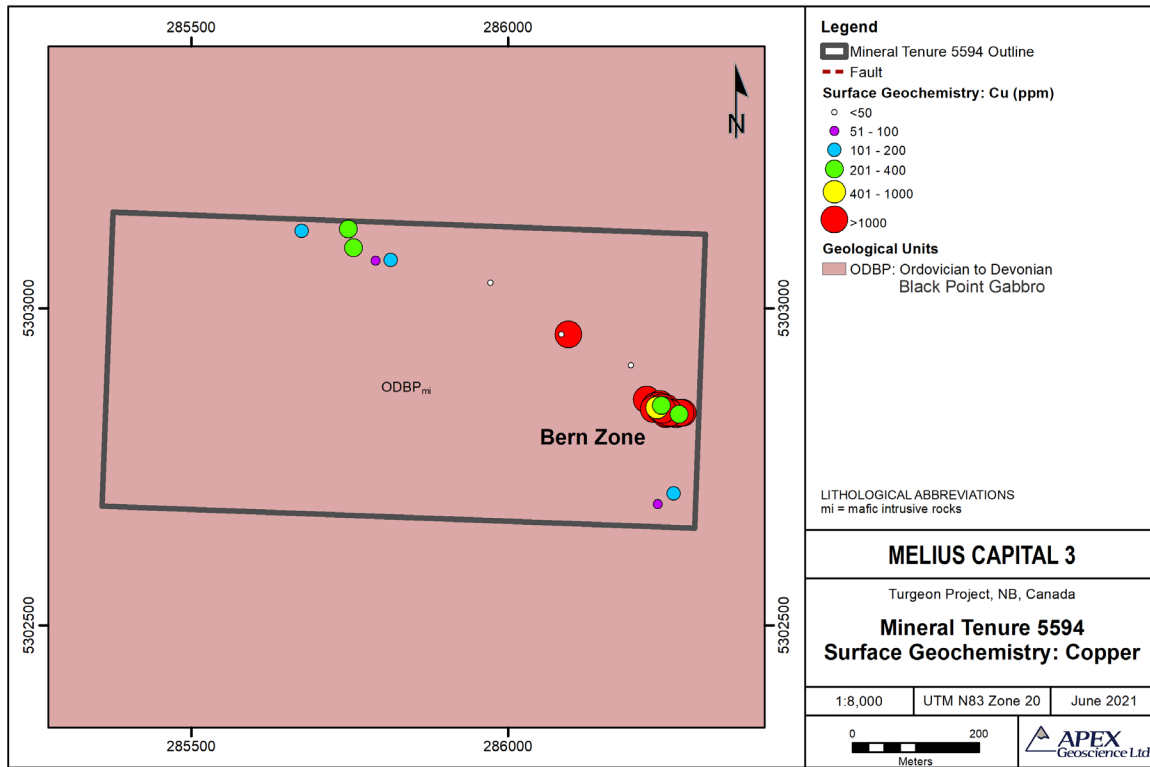 285500 286000
N
5303000 5303000
ODBPmi
Bern Zone
5302500 5302500
285500 286000
Legend
Mineral Tenure 5594 Outline
Fault
Surface Geochemistry: Cu (ppm)
<50
51 - 100
101 - 200
201 - 400
401 - 1000
>1000
Geological Units
ODBP: Ordovician to Devonian
Black Point Gabbro
LITHOLOGICAL ABBREVIATIONS
mi = mafic intrusive rocks
MELIUS CAPITAL 3
Turgeon Project, NB, Canada
Mineral Tenure 5594
Surface Geochemistry: Copper
1:8,000 UTM N83 Zone 20 June 2021
0 200
Meters
APEX
Geoscience Ltd